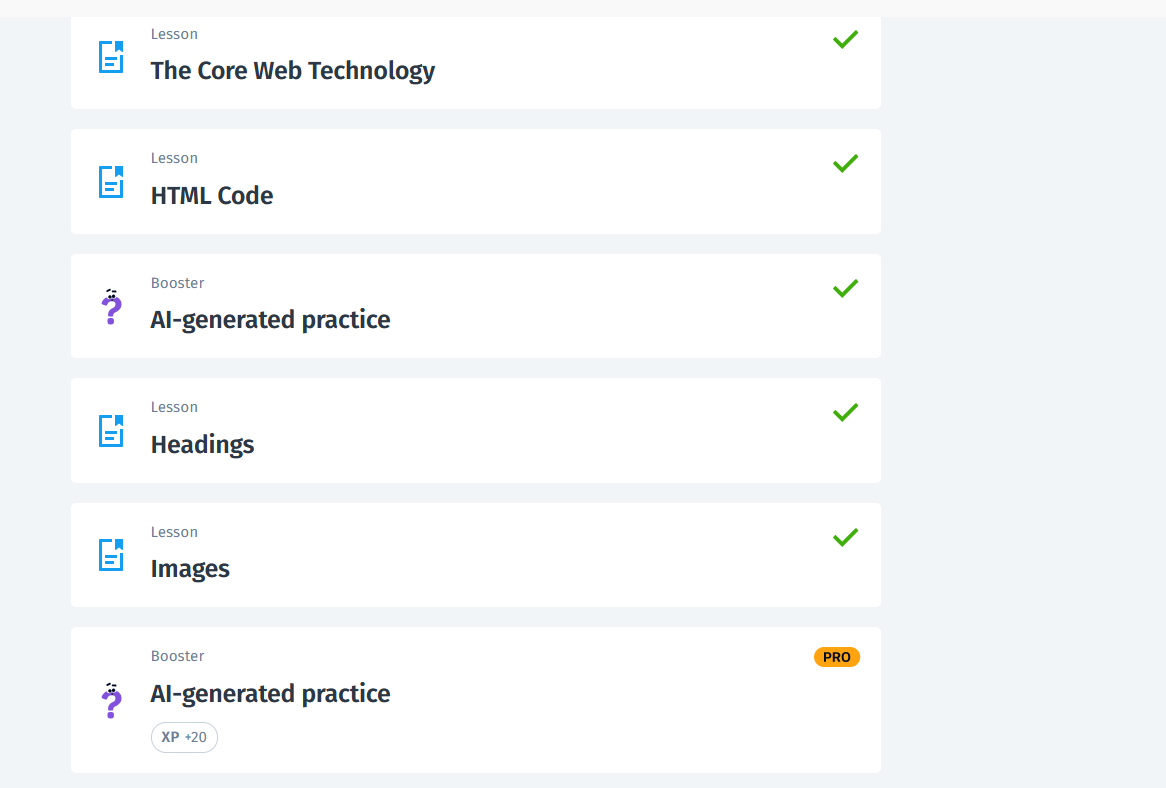 Lesson
The Core Web Technology
Lesson
HTML Code
Booster
AI-generated practice
Lesson
Headings
Lesson
Images
Booster
PRO
AI-generated practice
XP +20